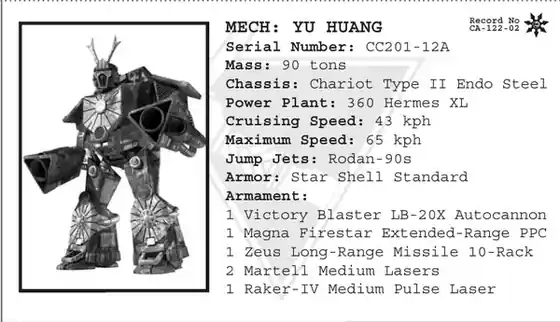 MECH: YU HUANG
Record No
CA-122-02
Serial Number: CC201-12A
Mass: 90 tons
Chassis: Chariot Type II Endo Steel
Power Plant: 360 Hermes XL
Cruising Speed: 43 kph
Maximum Speed: 65 kph
Jump Jets: Rodan-90s
Armor: Star Shell Standard
Armament:
1 Victory Blaster LB-20X Autocannon
1 Magna Firestar Extended-Range PPC
1 Zeus Long-Range Missile 10-Rack
2 Martell Medium Lasers
1 Raker-IV Medium Pulse Laser